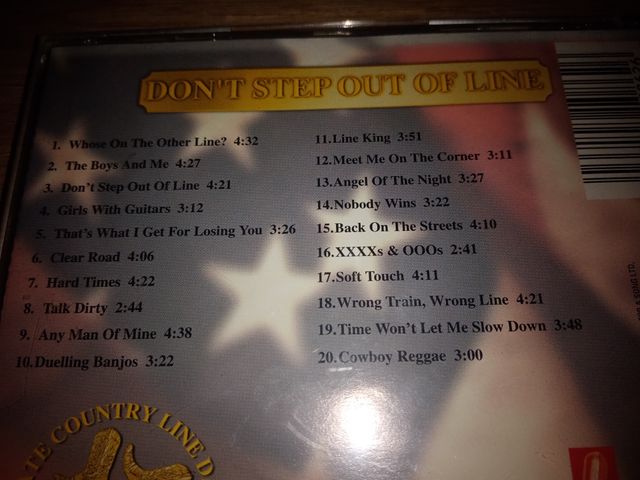 DON'T STEP OUT OF LINE
1. Whose On The Other Line? 4:32
2. The Boys And Me 4:27
3. Don't Step Out Of Line 4:21
4. Girls With Guitars 3:12
5. That's What I Get For Losing You 3:26
6. Clear Road 4:06
7. Hard Times 4:22
8. Talk Dirty 2:44
9. Any Man Of Mine 4:38
10. Duelling Banjos 3:22
11. Line King 3:51
12. Meet Me On The Corner 3:11
13. Angel Of The Night 3:27
14. Nobody Wins 3:22
15. Back On The Streets 4:10
16. XXXXs & OOOs 2:41
17. Soft Touch 4:11
18. Wrong Train, Wrong Line 4:21
19. Time Won't Let Me Slow Down 3:48
20. Cowboy Reggae 3:00
COUNTRY LINE